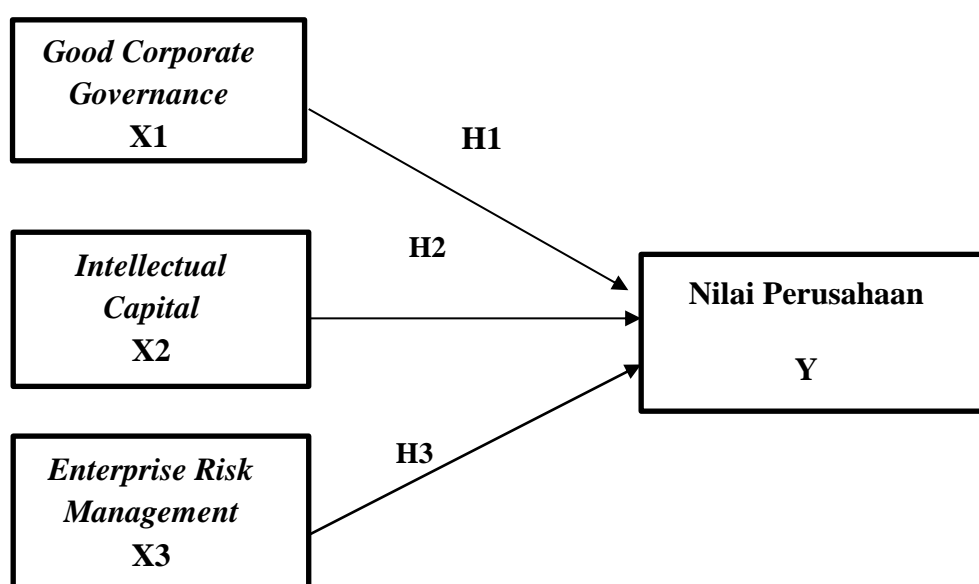 Good Corporate
Governance
X1
H1
Intellectual
Capital
X2
H2
Nilai Perusahaan
Y
Enterprise Risk
Management
X3
H3